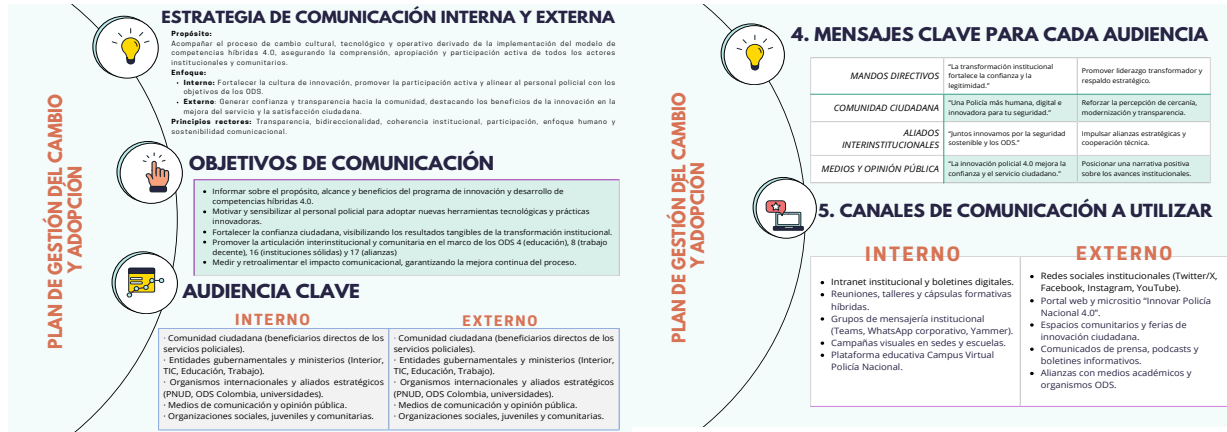 PLAN DE GESTIÓN DEL CAMBIO
Y ADOPCIÓN
ESTRATEGIA DE COMUNICACIÓN INTERNA Y EXTERNA
Propósito:
Acompañar el proceso de cambio cultural, tecnológico y operativo derivado de la implementación del modelo de
competencias híbridas 4.0, asegurando la comprensión, apropiación y participación activa de todos los actores
institucionales y comunitarios.
Enfoque:
• Interno: Fortalecer la cultura de innovación, promover la participación activa y alinear al personal policial con los
objetivos de los ODS.
• Externo: Generar confianza y transparencia hacia la comunidad, destacando los beneficios de la innovación en la
mejora del servicio y la satisfacción ciudadana.
Principios rectores: Transparencia, bidireccionalidad, coherencia institucional, participación, enfoque humano y
sostenibilidad comunicacional.
OBJETIVOS DE COMUNICACIÓN
• Informar sobre el propósito, alcance y beneficios del programa de innovación y desarrollo de
competencias híbridas 4.0.
• Motivar y sensibilizar al personal policial para adoptar nuevas herramientas tecnológicas y prácticas
innovadoras.
• Fortalecer la confianza ciudadana, visibilizando los resultados tangibles de la transformación institucional.
• Promover la articulación interinstitucional y comunitaria en el marco de los ODS 4 (educación), 8 (trabajo
decente), 16 (instituciones sólidas) y 17 (alianzas)
• Medir y retroalimentar el impacto comunicacional, garantizando la mejora continua del proceso.
AUDIENCIA CLAVE
INTERNO
· Comunidad ciudadana (beneficiarios directos de los
servicios policiales).
· Entidades gubernamentales y ministerios (Interior,
TIC, Educación, Trabajo).
· Organismos internacionales y aliados estratégicos
(PNUD, ODS Colombia, universidades).
· Medios de comunicación y opinión pública.
· Organizaciones sociales, juveniles y comunitarias.
EXTERNO
· Comunidad ciudadana (beneficiarios directos de los
servicios policiales).
· Entidades gubernamentales y ministerios (Interior,
TIC, Educación, Trabajo).
· Organismos internacionales y aliados estratégicos
(PNUD, ODS Colombia, universidades).
· Medios de comunicación y opinión pública.
· Organizaciones sociales, juveniles y comunitarias.
PLAN DE GESTIÓN DEL CAMBIO
Y ADOPCIÓN
4. MENSAJES CLAVE PARA CADA AUDIENCIA
MANDOS DIRECTIVOS
"La transformación institucional
fortalece la confianza y la
legitimidad."
Promover liderazgo transformador y
respaldo estratégico.
COMUNIDAD CIUDADANA
"Una Policía más humana, digital e
innovadora para tu seguridad."
Reforzar la percepción de cercanía,
modernización y transparencia.
ALIADOS
INTERINSTITUCIONALES
"Juntos innovamos por la seguridad
sostenible y los ODS."
Impulsar alianzas estratégicas y
cooperación técnica.
MEDIOS Y OPINIÓN PÚBLICA
"La innovación policial 4.0 mejora la
confianza y el servicio ciudadano."
Posicionar una narrativa positiva
sobre los avances institucionales.
5. CANALES DE COMUNICACIÓN A UTILIZAR
INTERNO
• Intranet institucional y boletines digitales.
• Reuniones, talleres y cápsulas formativas
híbridas.
• Grupos de mensajería institucional
(Teams, WhatsApp corporativo, Yammer).
• Campañas visuales en sedes y escuelas.
• Plataforma educativa Campus Virtual
Policía Nacional.
EXTERNO
• Redes sociales institucionales (Twitter/X,
Facebook, Instagram, YouTube).
• Portal web y micrositio "Innovar Policía
Nacional 4.0".
• Espacios comunitarios y ferias de
innovación ciudadana.
• Comunicados de prensa, podcasts y
boletines informativos.
• Alianzas con medios académicos y
organismos ODS.